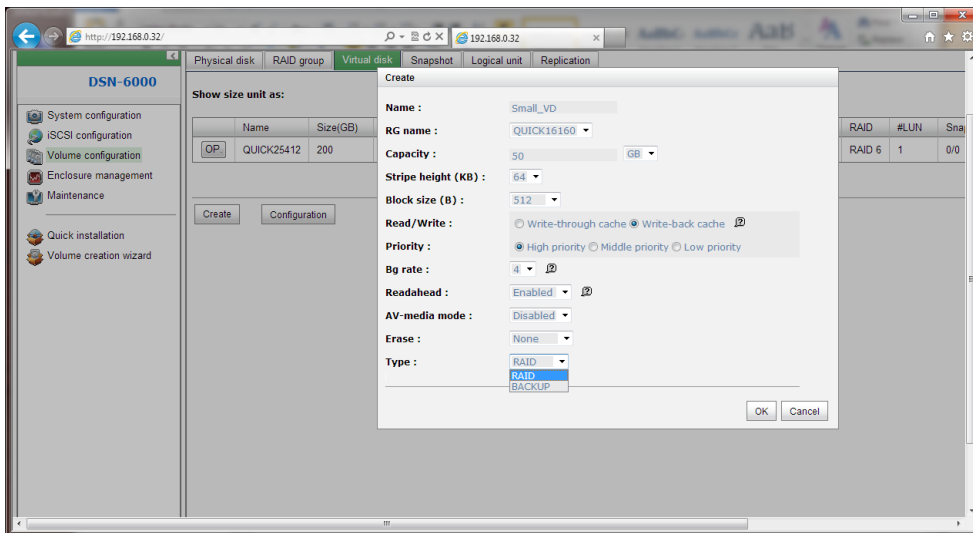 http://192.168.0.32/
192.168.0.32
DSN-6000
System configuration
iSCSI configuration
Volume configuration
Enclosure management
Maintenance
Quick installation
Volume creation wizard
Physical disk RAID group Virtual disk Snapshot Logical unit Replication
Show size unit as:
Name Size(GB) RAID #LUN Snap
OP. QUICK25412 200 RAID 6 1 0/0
Create Configuration
Create
Name : Small_VD
RG name : QUICK16160
Capacity : 50 GB
Stripe height (KB) : 64
Block size (B) : 512
Read/Write : Write-through cache Write-back cache
Priority : High priority Middle priority Low priority
Bg rate : 4
Readahead : Enabled
AV-media mode : Disabled
Erase : None
Type : RAID
RAID
BACKUP
OK Cancel